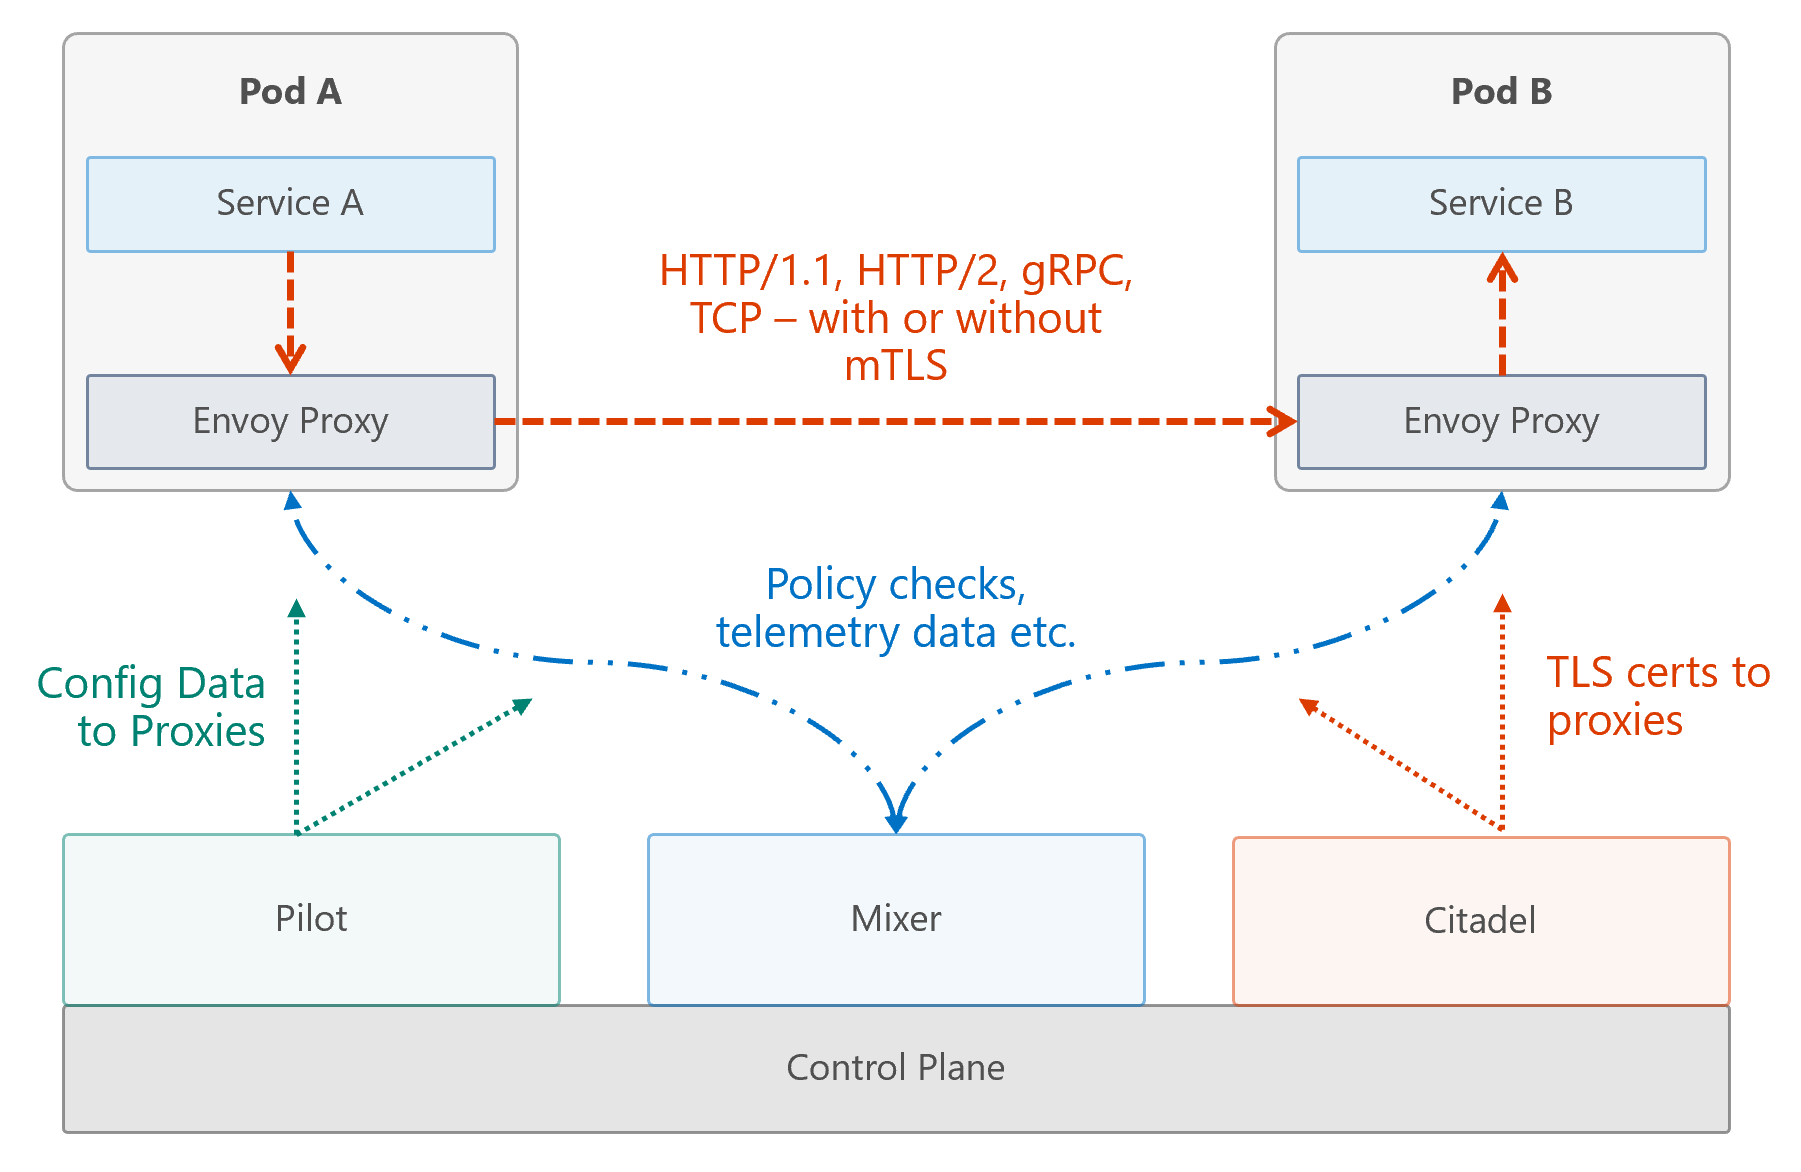 Pod A
Pod B
Service A
Service B
HTTP/1.1, HTTP/2, gRPC,
TCP – with or without
mTLS
Envoy Proxy
Envoy Proxy
Policy checks,
telemetry data etc.
Config Data
to Proxies
TLS certs to
proxies
Pilot
Mixer
Citadel
Control Plane